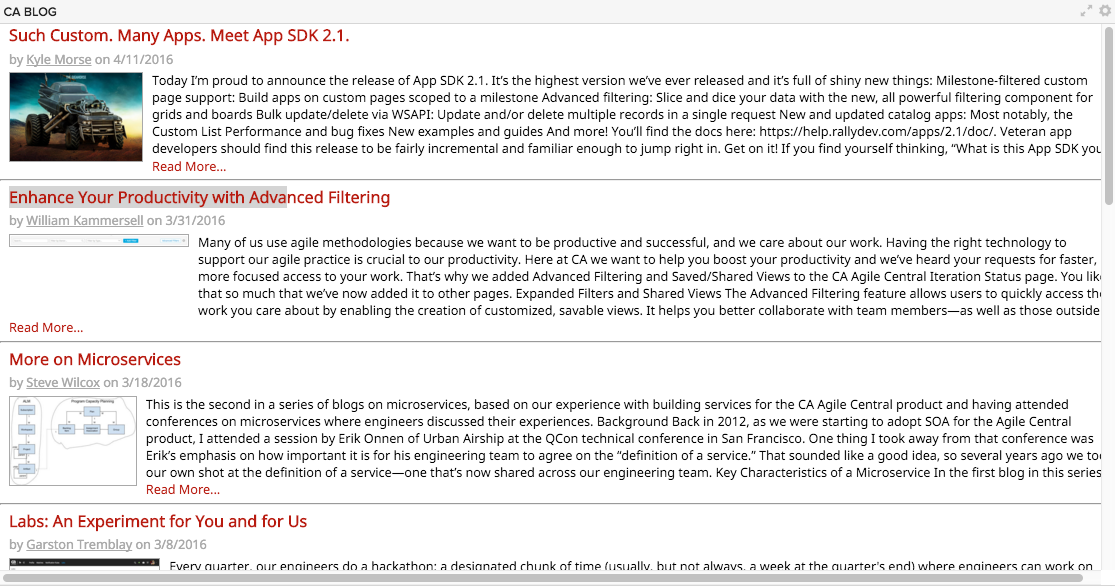 CA BLOG
Such Custom. Many Apps. Meet App SDK 2.1.
by Kyle Morse on 4/11/2016
Today I’m proud to announce the release of App SDK 2.1. It’s the highest version we’ve ever released and it’s full of shiny new things: Milestone-filtered custom
page support: Build apps on custom pages scoped to a milestone Advanced filtering: Slice and dice your data with the new, all powerful filtering component for
grids and boards Bulk update/delete via WSAPI: Update and/or delete multiple records in a single request New and updated catalog apps: Most notably, the
Custom List Performance and bug fixes New examples and guides And more! You’ll find the docs here: https://help.rallydev.com/apps/2.1/doc/. Veteran app
developers should find this release to be fairly incremental and familiar enough to jump right in. Get on it! If you find yourself thinking, “What is this App SDK you
Read More...
Enhance Your Productivity with Advanced Filtering
by William Kammersell on 3/31/2016
Many of us use agile methodologies because we want to be productive and successful, and we care about our work. Having the right technology to
support our agile practice is crucial to our productivity. Here at CA we want to help you boost your productivity and we’ve heard your requests for faster,
more focused access to your work. That’s why we added Advanced Filtering and Saved/Shared Views to the CA Agile Central Iteration Status page. You lik
that so much that we’ve now added it to other pages. Expanded Filters and Shared Views The Advanced Filtering feature allows users to quickly access th
work you care about by enabling the creation of customized, savable views. It helps you better collaborate with team members—as well as those outside
Read More...
More on Microservices
by Steve Wilcox on 3/18/2016
Program Capacity Planning
This is the second in a series of blogs on microservices, based on our experience with building services for the CA Agile Central product and having attended
conferences on microservices where engineers discussed their experiences. Background Back in 2012, as we were starting to adopt SOA for the Agile Central
product, I attended a session by Erik Onnen of Urban Airship at the QCon technical conference in San Francisco. One thing I took away from that conference was
Erik’s emphasis on how important it is for his engineering team to agree on the “definition of a service.” That sounded like a good idea, so several years ago we too
our own shot at the definition of a service—one that’s now shared across our engineering team. Key Characteristics of a Microservice In the first blog in this series
Read More...
Labs: An Experiment for You and for Us
by Garston Tremblay on 3/8/2016
Every quarter, our engineers do a hackathon: a designated chunk of time (usually, but not always, a week at the quarter's end) where engineers can work on